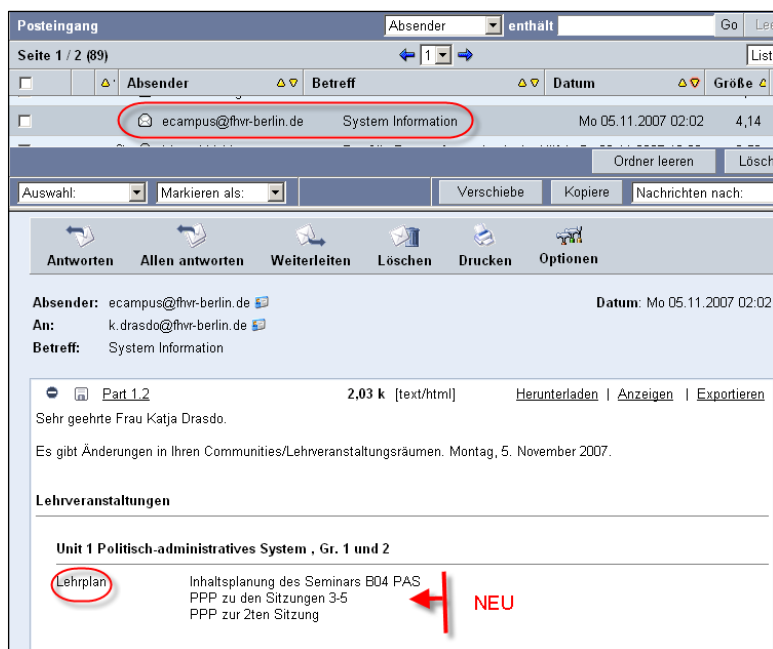 Posteingang Absender enthält Go Lee
Seite 1 / 2 (89) 1 List
Absender Betreff Datum Größe
ecampus@fhvr-berlin.de System Information Mo 05.11.2007 02:02 4,14
Ordner leeren Lösch
Auswahl: Markieren als: Verschiebe Kopiere Nachrichten nach:
Antworten Allen antworten Weiterleiten Löschen Drucken Optionen
Absender: ecampus@fhvr-berlin.de Datum: Mo 05.11.2007 02:02
An: k.drasdo@fhvr-berlin.de
Betreff: System Information
Part 1.2 2,03 k [text/html] Herunterladen | Anzeigen | Exportieren
Sehr geehrte Frau Katja Drasdo.
Es gibt Änderungen in Ihren Communities/Lehrveranstaltungsräumen. Montag, 5. November 2007.
Lehrveranstaltungen
Unit 1 Politisch-administratives System , Gr. 1 und 2
Lehrplan Inhaltsplanung des Seminars B04 PAS
PPP zu den Sitzungen 3-5 NEU
PPP zur 2ten Sitzung